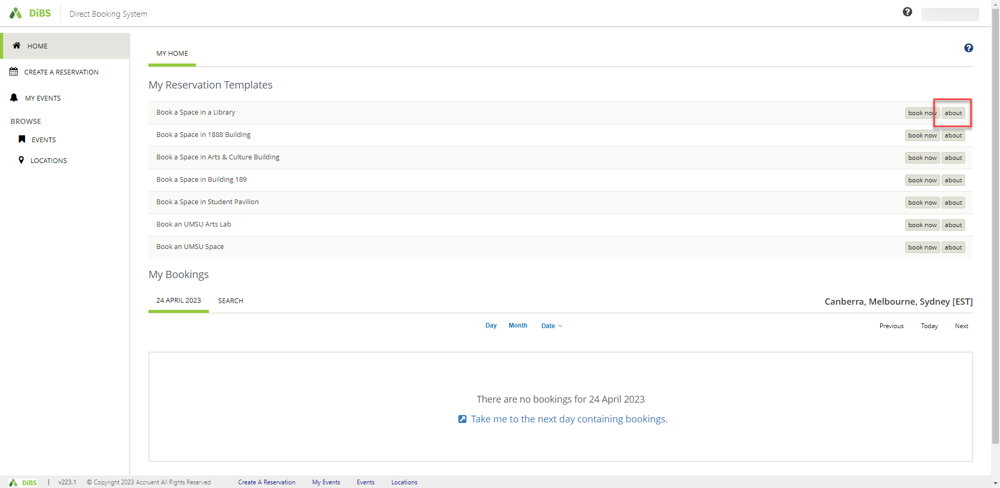 DiBS Direct Booking System
HOME
CREATE A RESERVATION
MY EVENTS
BROWSE
EVENTS
LOCATIONS
MY HOME
My Reservation Templates
Book a Space in a Library book now about
Book a Space in 1888 Building book now about
Book a Space in Arts & Culture Building book now about
Book a Space in Building 189 book now about
Book a Space in Student Pavilion book now about
Book an UMSU Arts Lab book now about
Book an UMSU Space book now about
My Bookings
24 APRIL 2023 SEARCH Canberra, Melbourne, Sydney [EST]
Day Month Date Previous Today Next
There are no bookings for 24 April 2023
Take me to the next day containing bookings.
DiBS | v223.1 © Copyright 2023 Accruent All Rights Reserved Create A Reservation My Events Events Locations